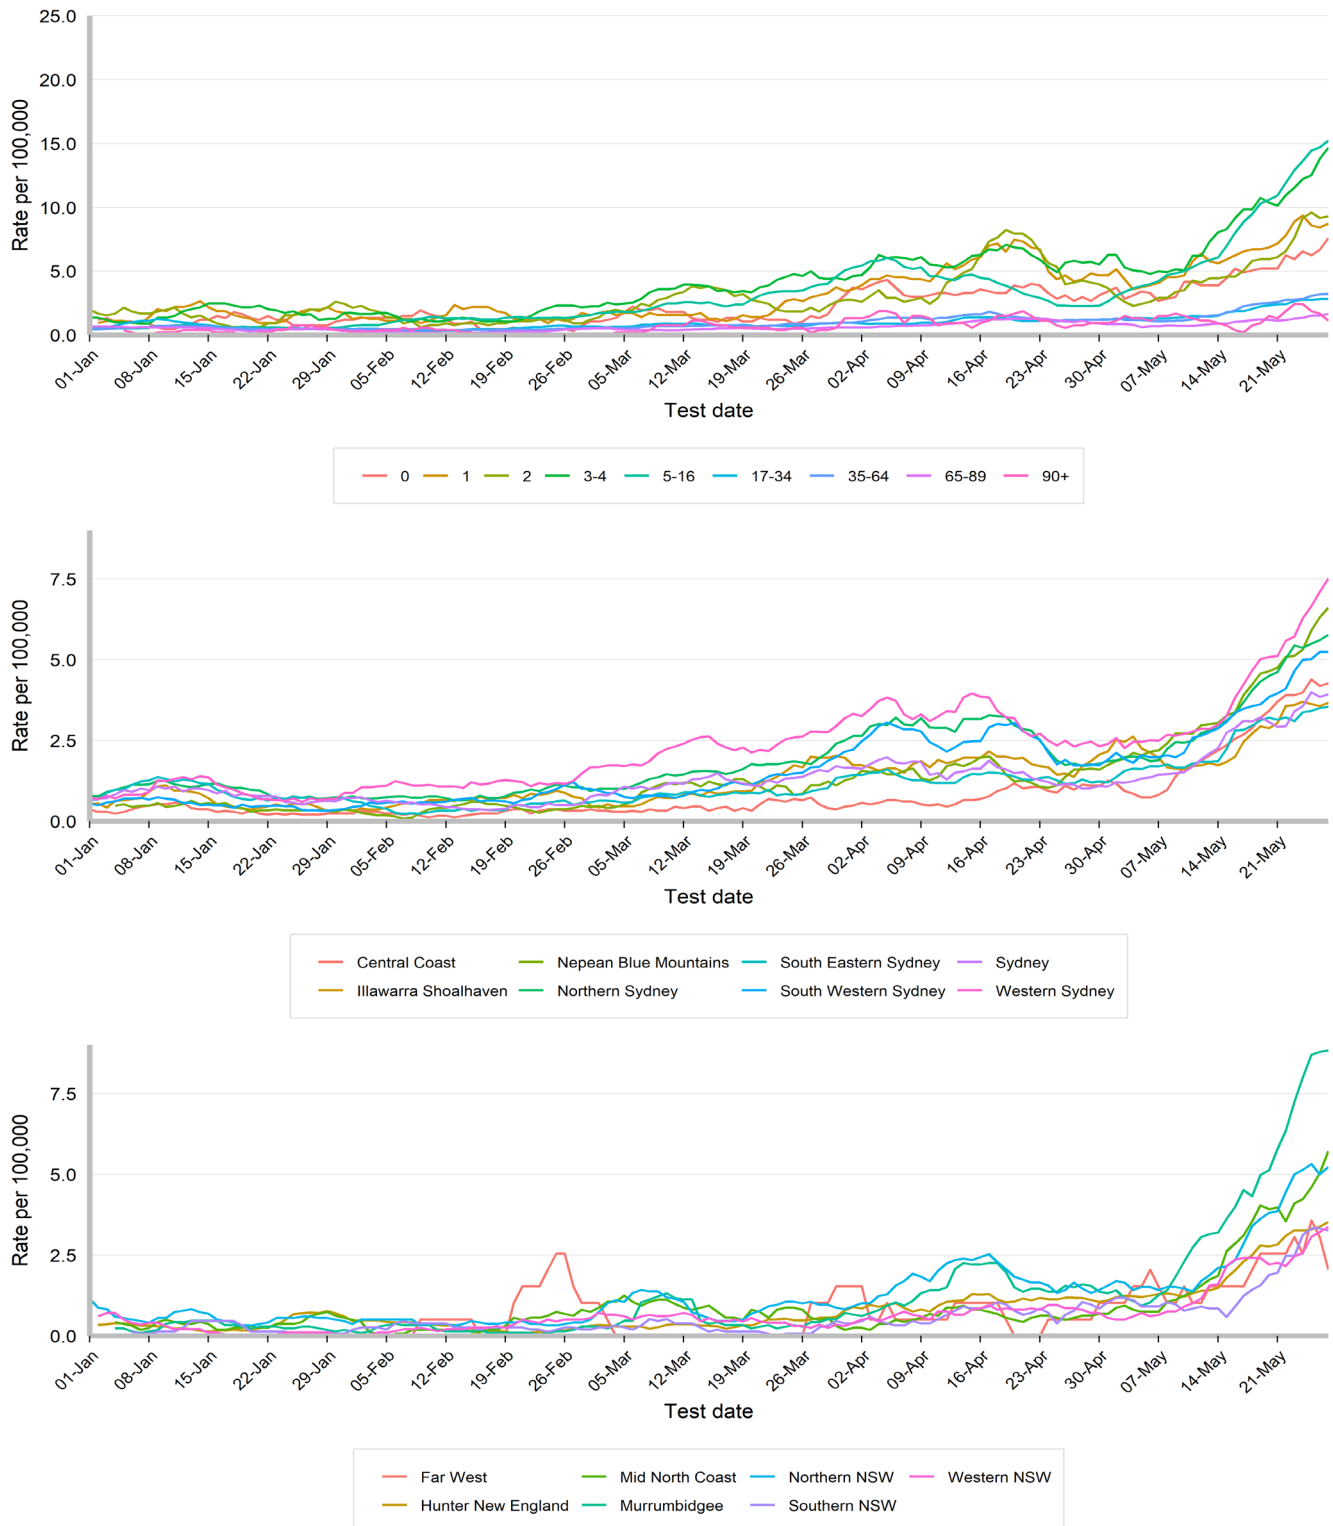 25.0
20.0
15.0
10.0
5.0
0.0
Rate per 100,000
01-Jan 08-Jan 15-Jan 22-Jan 29-Jan 05-Feb 12-Feb 19-Feb 26-Feb 05-Mar 12-Mar 19-Mar 26-Mar 02-Apr 09-Apr 16-Apr 23-Apr 30-Apr 07-May 14-May 21-May
Test date
0 1 2 3-4 5-16 17-34 35-64 65-89 90+
7.5
5.0
2.5
0.0
Rate per 100,000
01-Jan 08-Jan 15-Jan 22-Jan 29-Jan 05-Feb 12-Feb 19-Feb 26-Feb 05-Mar 12-Mar 19-Mar 26-Mar 02-Apr 09-Apr 16-Apr 23-Apr 30-Apr 07-May 14-May 21-May
Test date
Central Coast Nepean Blue Mountains South Eastern Sydney Sydney
Illawarra Shoalhaven Northern Sydney South Western Sydney Western Sydney
7.5
5.0
2.5
0.0
Rate per 100,000
01-Jan 08-Jan 15-Jan 22-Jan 29-Jan 05-Feb 12-Feb 19-Feb 26-Feb 05-Mar 12-Mar 19-Mar 26-Mar 02-Apr 09-Apr 16-Apr 23-Apr 30-Apr 07-May 14-May 21-May
Test date
Far West Mid North Coast Northern NSW Western NSW
Hunter New England Murrumbidgee Southern NSW